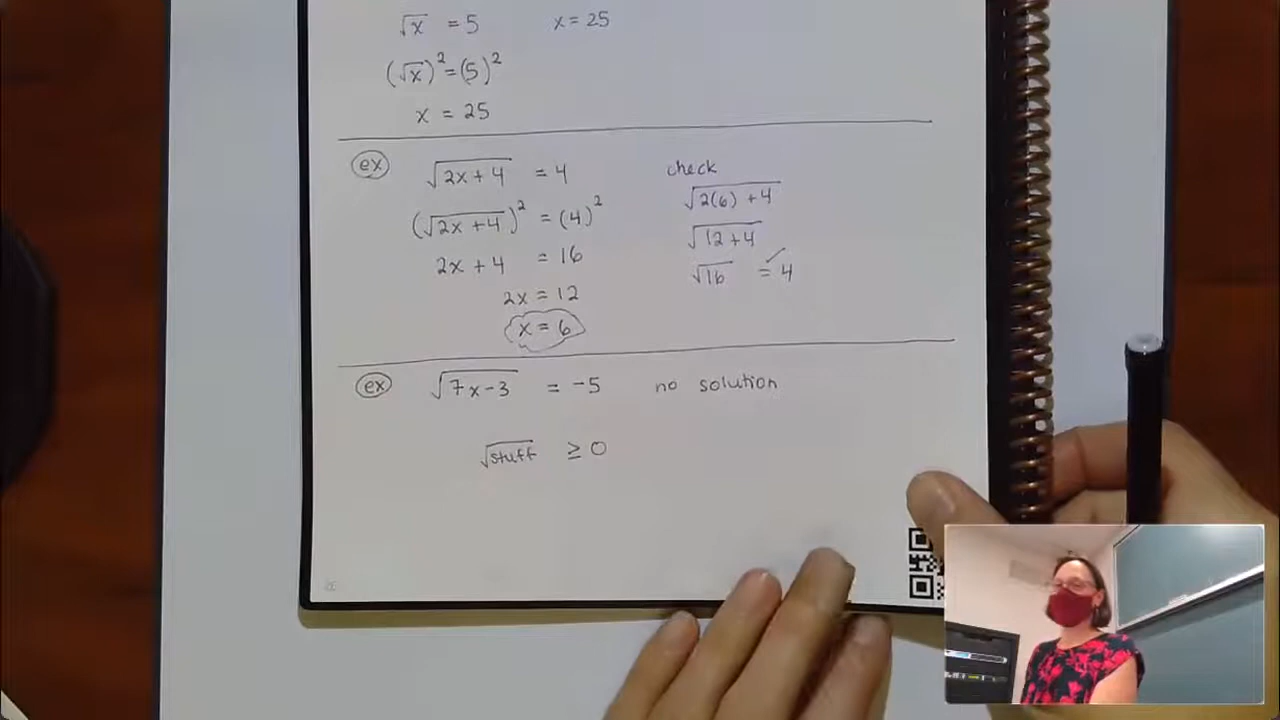 √x = 5 x = 25
(√x)² = (5)²
x = 25
ex √2x + 4 = 4 check
√2(6) + 4
(√2x + 4)² = (4)²
√12 + 4
2x + 4 = 16
√16 = 4 ✓
2x = 12
x = 6
ex √7x - 3 = -5 no solution
√stuff ≥ 0